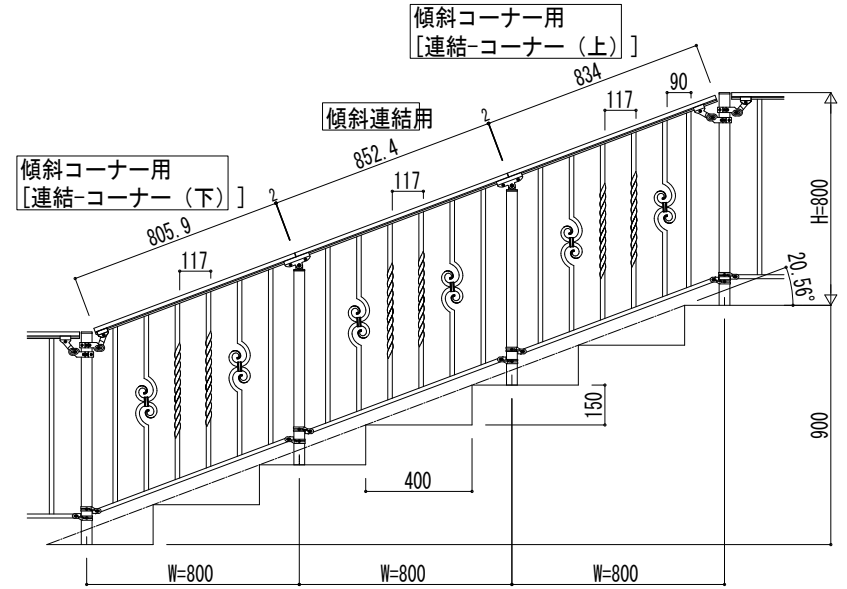 傾斜コーナー用
[連結-コーナー（上）]
834
90
117
2
傾斜連結用
852.4
傾斜コーナー用
[連結-コーナー（下）]
2
117
805.9
117
H=800
20.56°
150
900
400
W=800
W=800
W=800